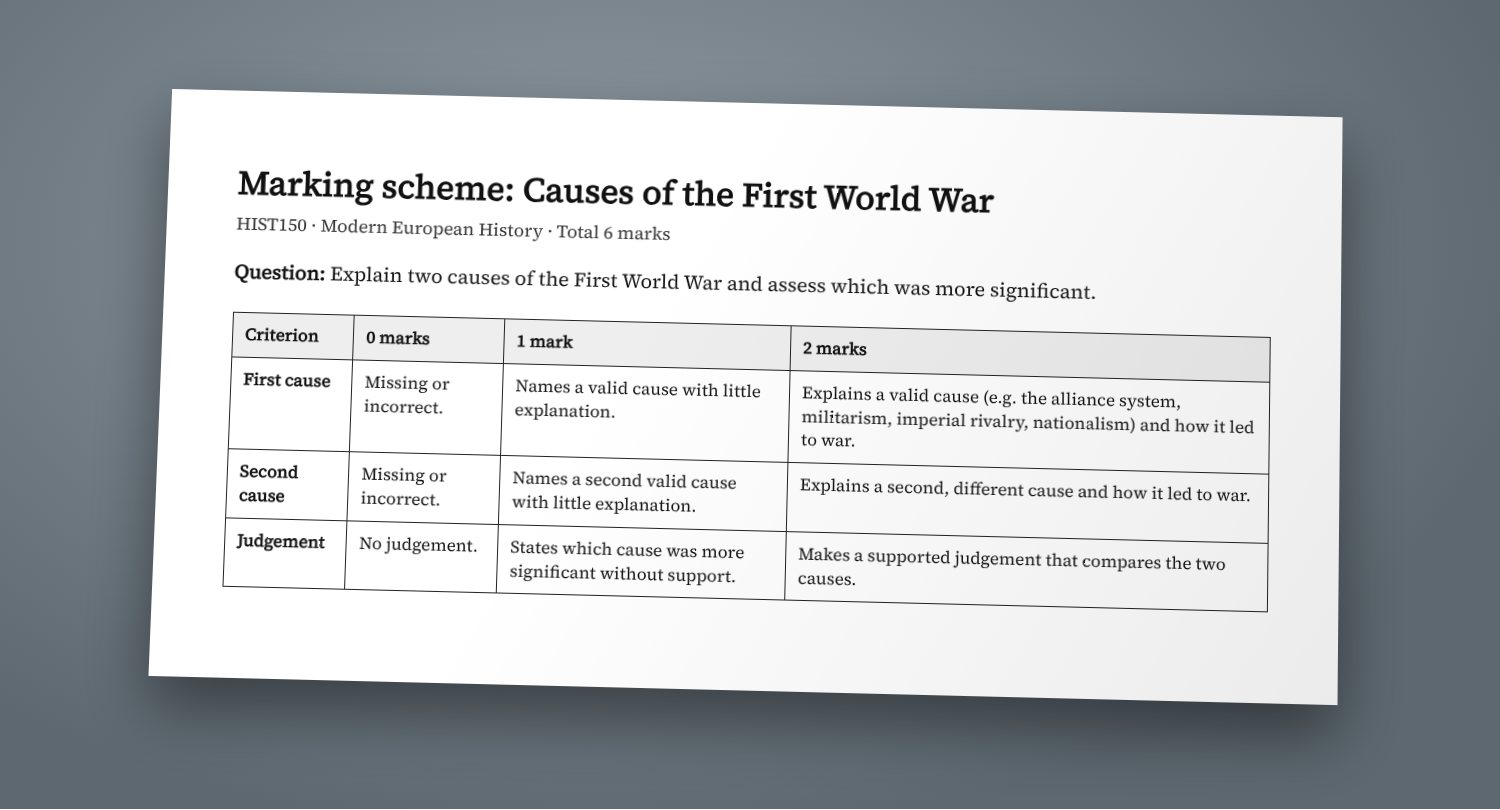 Marking scheme: Causes of the First World War
HIST150 · Modern European History · Total 6 marks
Question: Explain two causes of the First World War and assess which was more significant.
Criterion 0 marks 1 mark 2 marks
First cause
Missing or
incorrect.
Names a valid cause with little
explanation.
Explains a valid cause (e.g. the alliance system,
militarism, imperial rivalry, nationalism) and how it led
to war.
Second
cause
Missing or
incorrect.
Names a second valid cause
with little explanation.
Explains a second, different cause and how it led to war.
Judgement
No judgement.
States which cause was more
significant without support.
Makes a supported judgement that compares the two
causes.